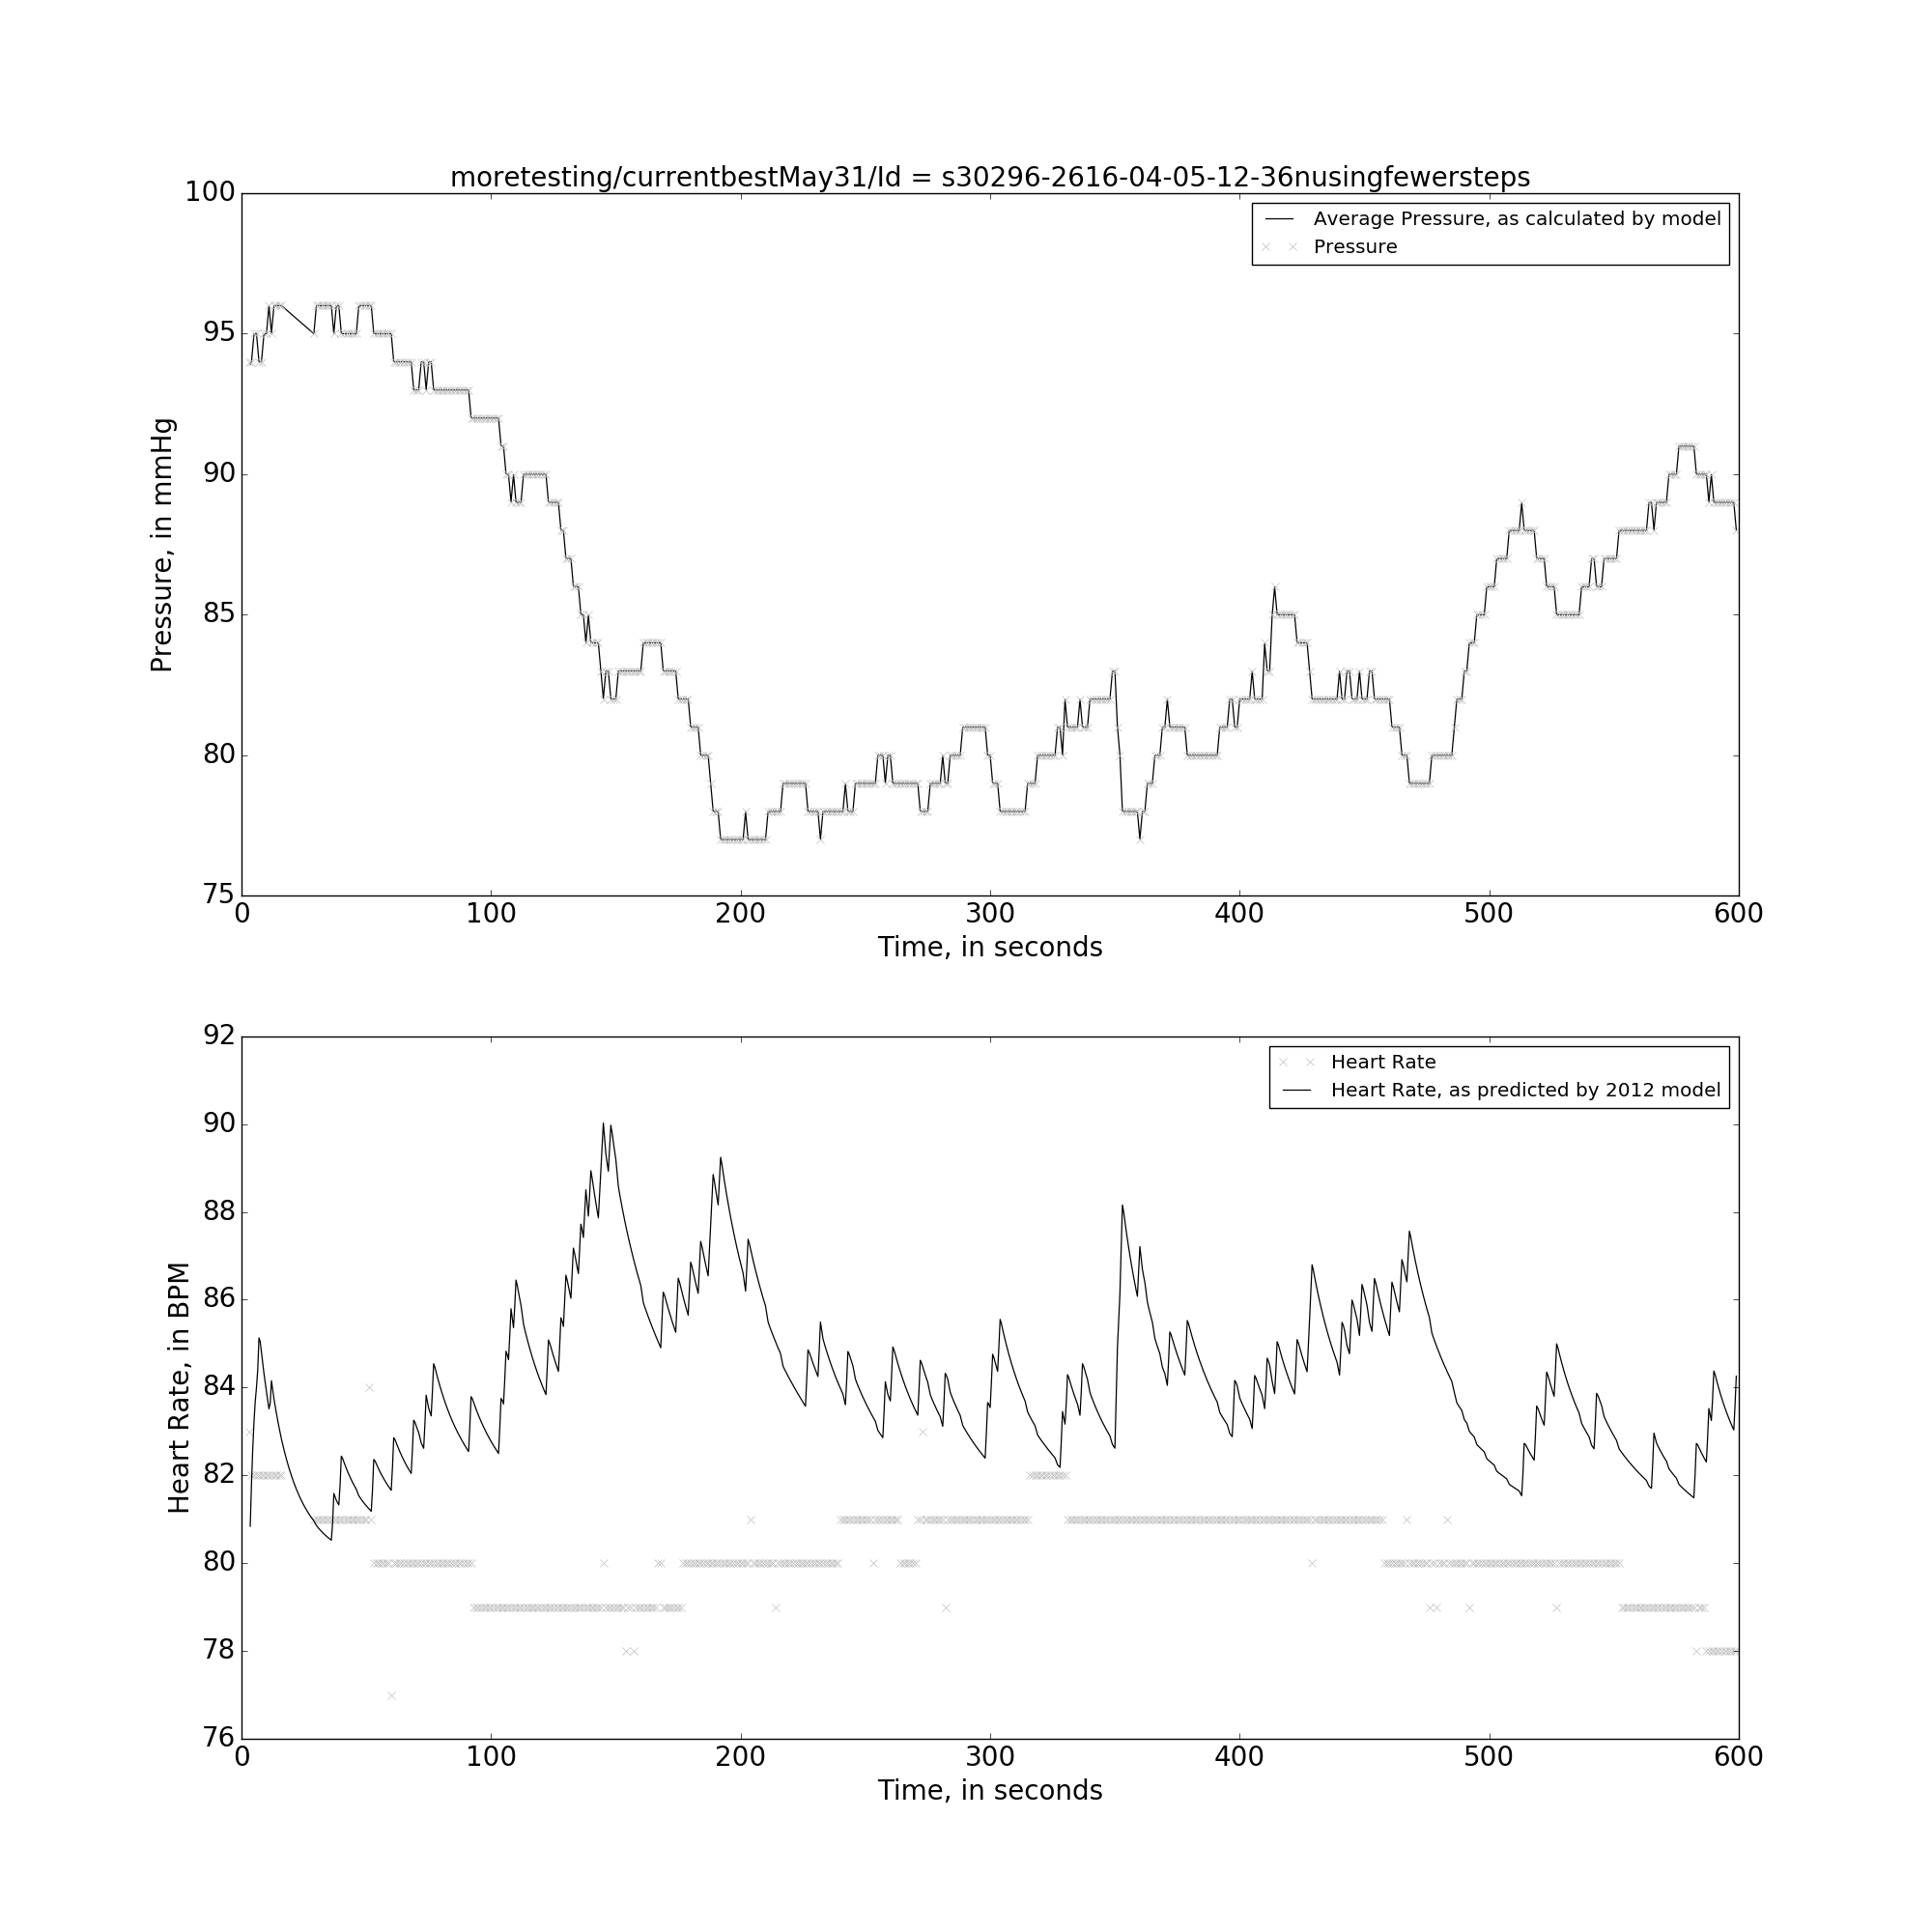 moretesting/currentbestMay31/Id = s30296-2616-04-05-12-36nusingfewersteps
100
95
90
85
80
75
Pressure, in mmHg
Average Pressure, as calculated by model
Pressure
0 100 200 300 400 500 600
Time, in seconds
92
90
88
86
84
82
80
78
76
Heart Rate, in BPM
Heart Rate
Heart Rate, as predicted by 2012 model
0 100 200 300 400 500 600
Time, in seconds